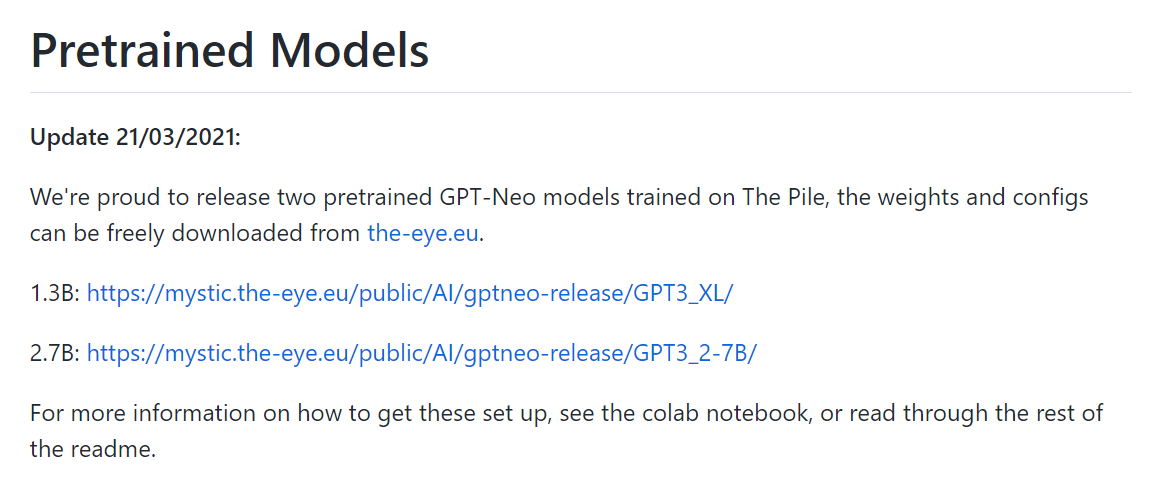 Pretrained Models
Update 21/03/2021:
We're proud to release two pretrained GPT-Neo models trained on The Pile, the weights and configs
can be freely downloaded from the-eye.eu.
1.3B: https://mystic.the-eye.eu/public/AI/gptneo-release/GPT3_XL/
2.7B: https://mystic.the-eye.eu/public/AI/gptneo-release/GPT3_2-7B/
For more information on how to get these set up, see the colab notebook, or read through the rest of
the readme.